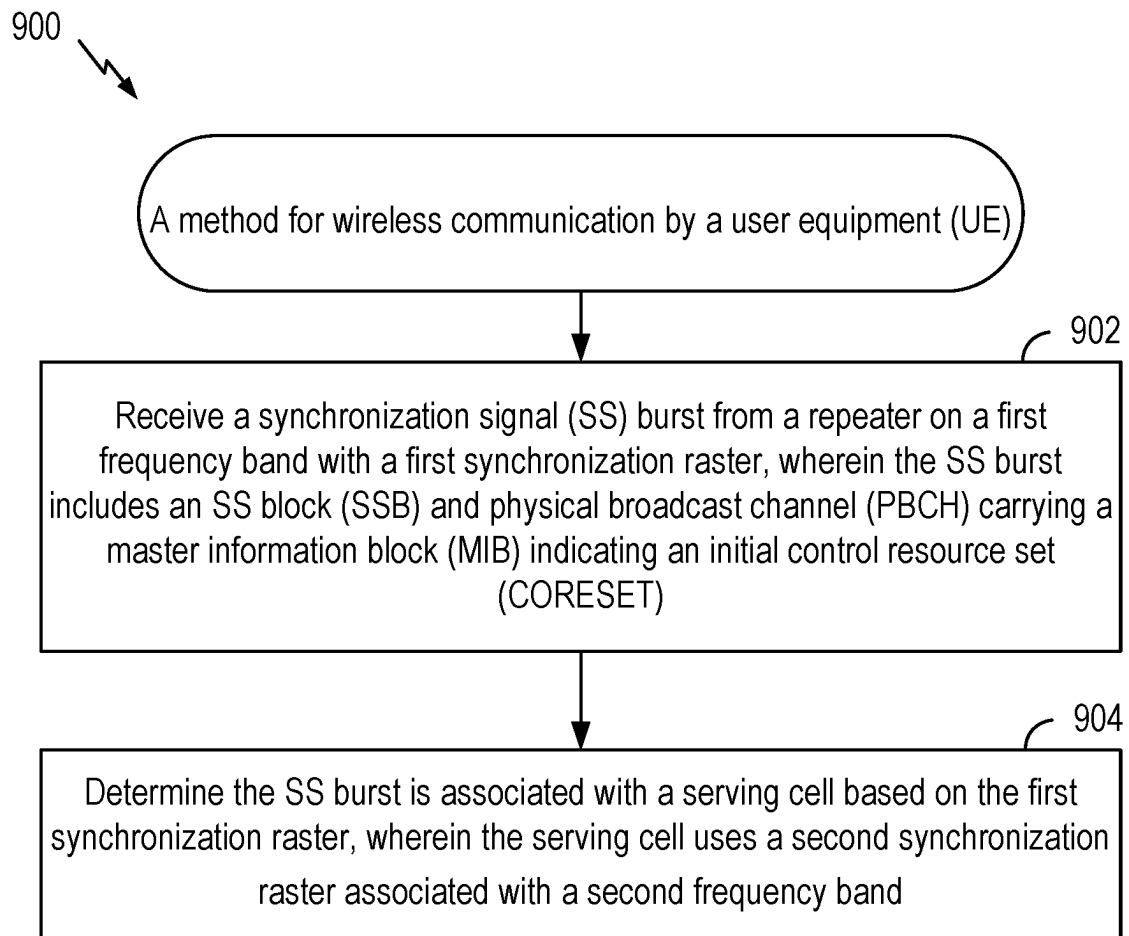 900
A method for wireless communication by a user equipment (UE)
902
Receive a synchronization signal (SS) burst from a repeater on a first
frequency band with a first synchronization raster, wherein the SS burst
includes an SS block (SSB) and physical broadcast channel (PBCH) carrying a
master information block (MIB) indicating an initial control resource set
(CORESET)
904
Determine the SS burst is associated with a serving cell based on the first
synchronization raster, wherein the serving cell uses a second synchronization
raster associated with a second frequency band